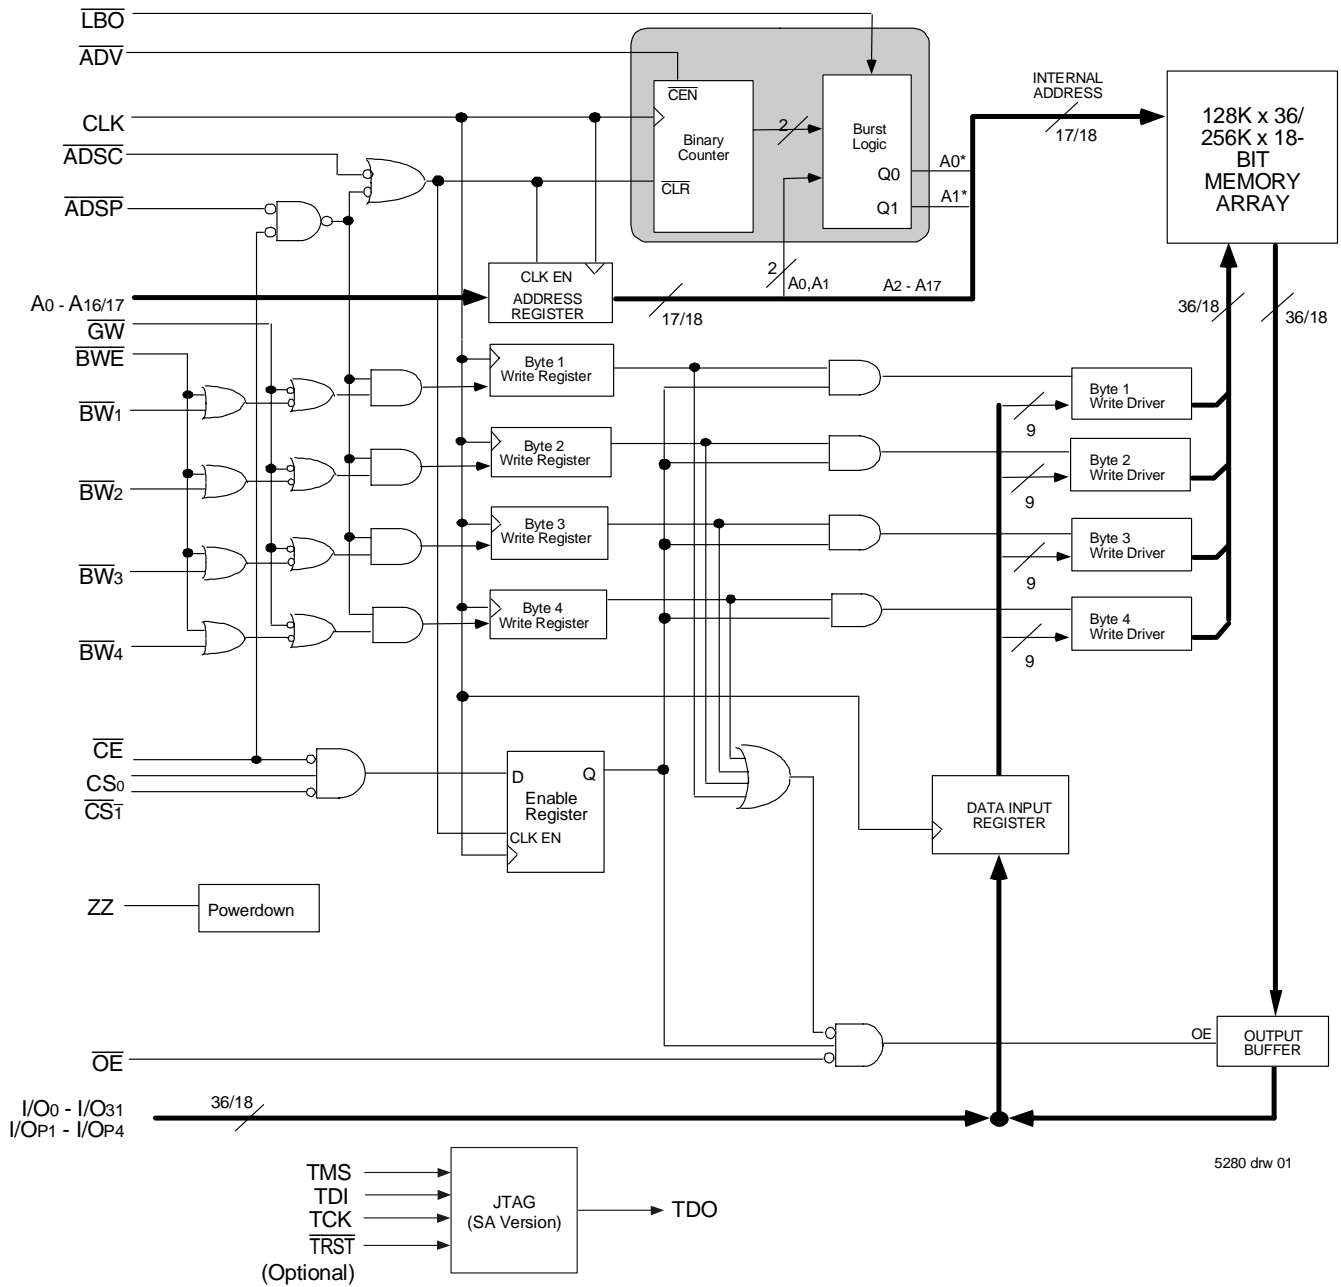 LBO
ADV
CLK
ADSC
ADSP
A0 - A16/17
GW
BWE
BW1
BW2
BW3
BW4
CE
CS0
CS1
ZZ
Powerdown
OE
I/O0 - I/O31
I/OP1 - I/OP4
36/18
CEN
Binary
Counter
CLR
2
Burst
Logic
Q0
Q1
A0*
A1*
INTERNAL
ADDRESS
17/18
128K x 36/
256K x 18-
BIT
MEMORY
ARRAY
CLK EN
ADDRESS
REGISTER
17/18
2
A0,A1
A2 - A17
36/18
36/18
Byte 1
Write Register
Byte 2
Write Register
Byte 3
Write Register
Byte 4
Write Register
9
Byte 1
Write Driver
9
Byte 2
Write Driver
9
Byte 3
Write Driver
9
Byte 4
Write Driver
D
Q
Enable
Register
CLK EN
DATA INPUT
REGISTER
OE
OUTPUT
BUFFER
5280 drw 01
TMS
TDI
TCK
TRST
(Optional)
JTAG
(SA Version)
TDO